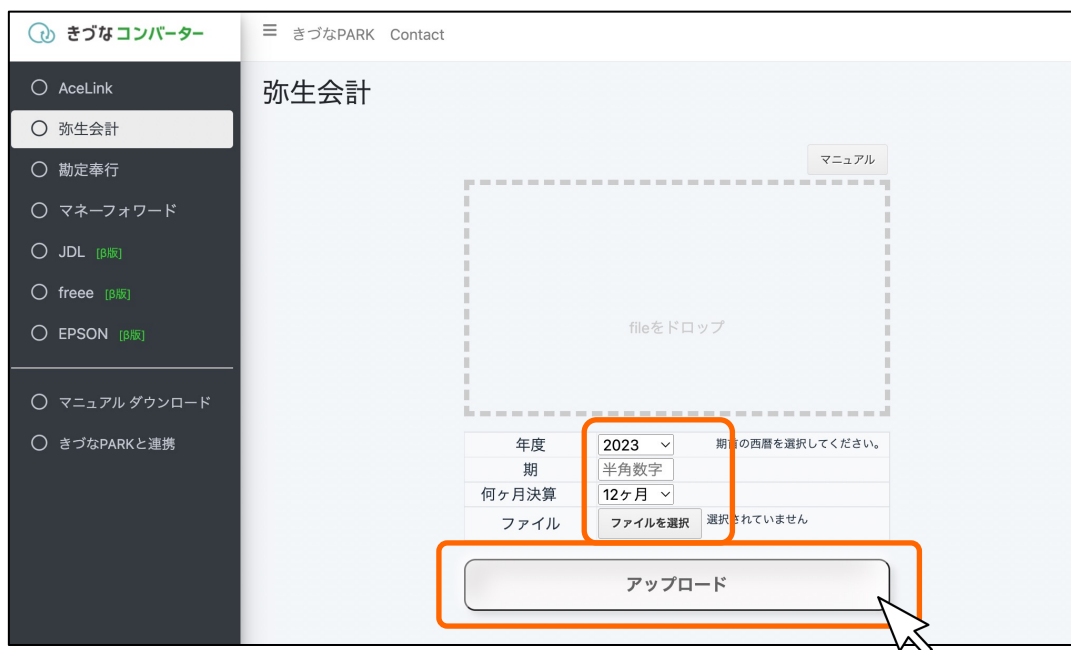 きづなコンバーター
≡ きづなPARK Contact
AceLink
弥生会計
勘定奉行
マネーフォワード
JDL [β版]
freee [β版]
EPSON [β版]
マニュアル ダウンロード
きづなPARKと連携
弥生会計
マニュアル
fileをドロップ
年度 2023 期首の西暦を選択してください。
期 半角数字
何ヶ月決算 12ヶ月
ファイル ファイルを選択 選択されていません
アップロード